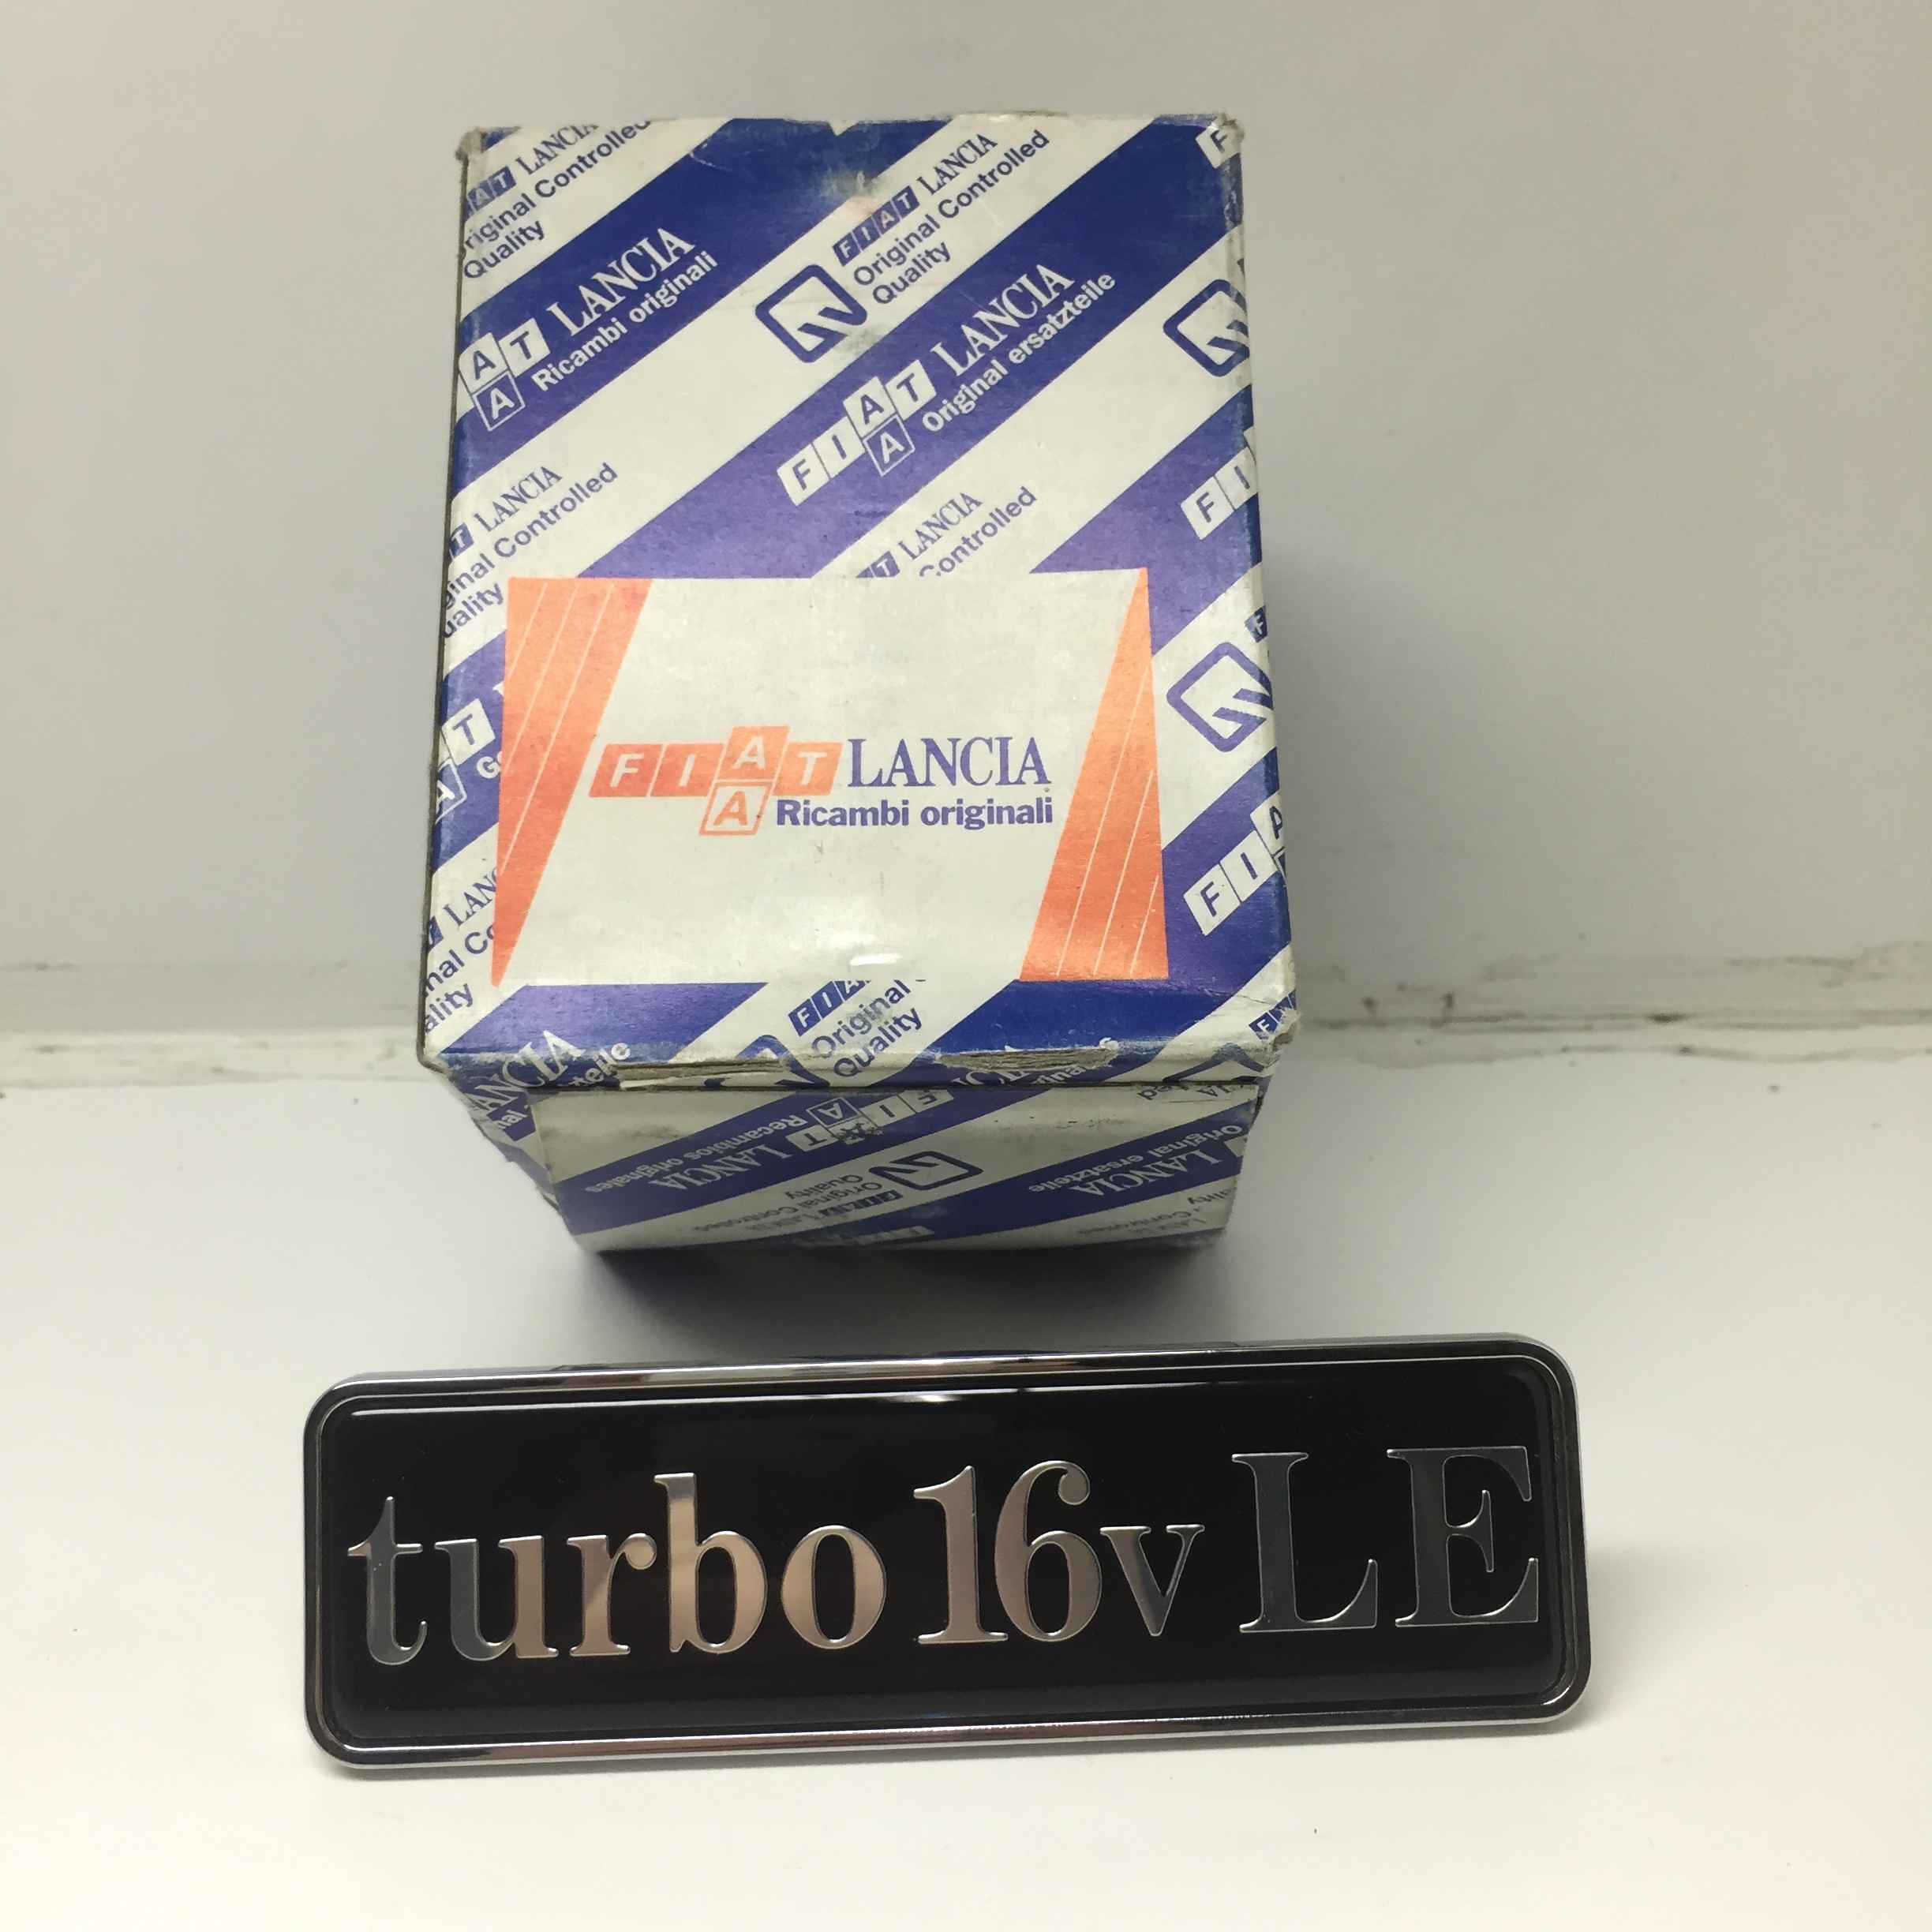 LANCIA
Original Controlled
Quality
LANCIA
Ricambi originali
FIAT LANCIA
Original Controlled
Quality
FIAT LANCIA
A
Original ersatzteile
LANCIA
Controlled
LANCIA
Controlled
FIAT LANCIA
A Ricambi originali
FIAT
Original
Quality
FIAT LANCIA
A
Recambios originales
LANCIA
Original ersatzteile
FIAT LANCIA
Original Controlled
Quality
turbo 16v LE